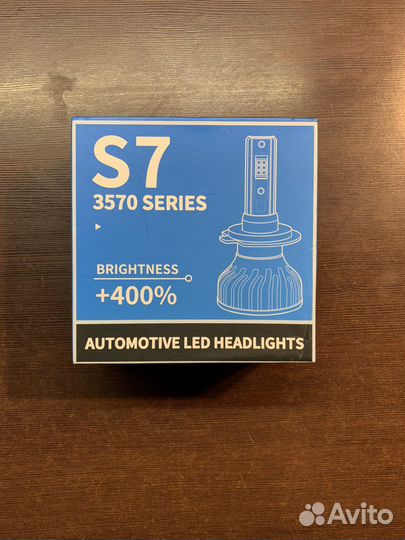 S7
3570 SERIES
BRIGHTNESS
+400%
AUTOMOTIVE LED HEADLIGHTS
Avito